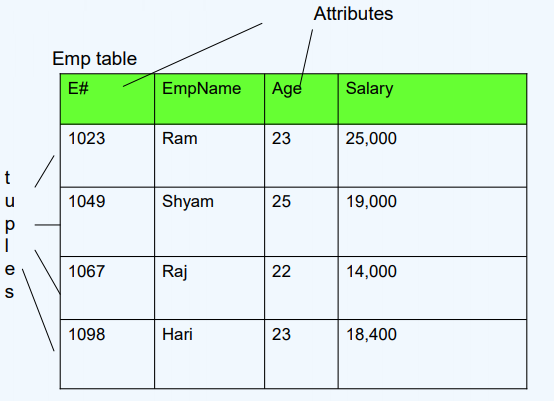 Attributes
Emp table
E# EmpName Age Salary
1023 Ram 23 25,000
1049 Shyam 25 19,000
1067 Raj 22 14,000
1098 Hari 23 18,400
t
u
p
l
e
s